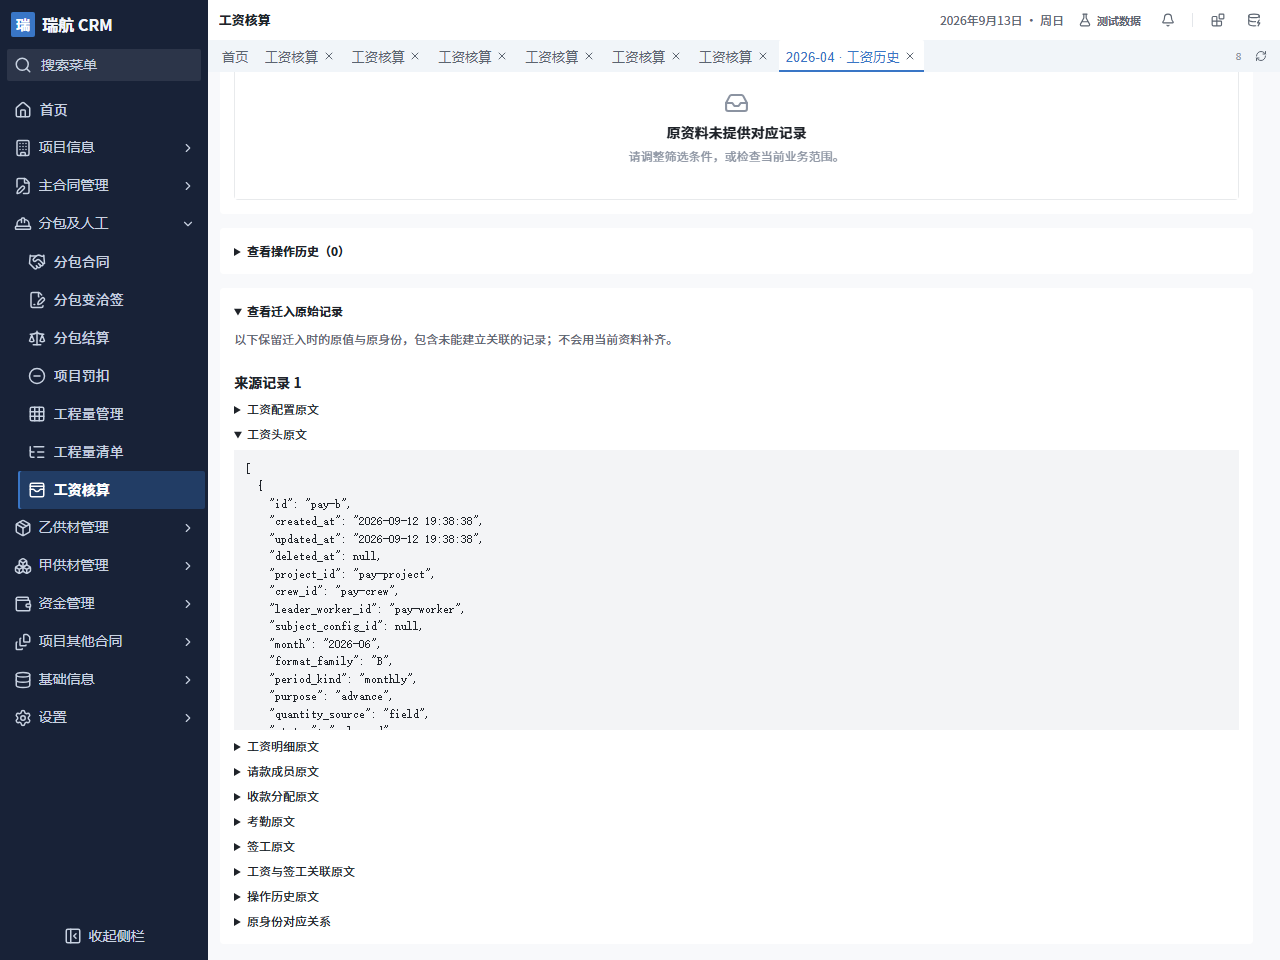 瑞 瑞航 CRM
搜索菜单
首页
项目信息
主合同管理
分包及人工
分包合同
分包变洽签
分包结算
项目罚扣
工程量管理
工程量清单
工资核算
乙供材管理
甲供材管理
资金管理
项目其他合同
基础信息
设置
收起侧栏
工资核算
2026年9月13日 · 周日
测试数据
首页 工资核算 工资核算 工资核算 工资核算 工资核算 工资核算 2026-04 · 工资历史
8
原资料未提供对应记录
请调整筛选条件，或检查当前业务范围。
查看操作历史（0）
查看迁入原始记录
以下保留迁入时的原值与原身份，包含未能建立关联的记录；不会用当前资料补齐。
来源记录 1
工资配置原文
工资头原文
[
{
"id": "pay-b",
"created_at": "2026-09-12 19:38:38",
"updated_at": "2026-09-12 19:38:38",
"deleted_at": null,
"project_id": "pay-project",
"crew_id": "pay-crew",
"leader_worker_id": "pay-worker",
"subject_config_id": null,
"month": "2026-06",
"format_family": "B",
"period_kind": "monthly",
"purpose": "advance",
"quantity_source": "field",
工资明细原文
请款成员原文
收款分配原文
考勤原文
签工原文
工资与签工关联原文
操作历史原文
原身份对应关系